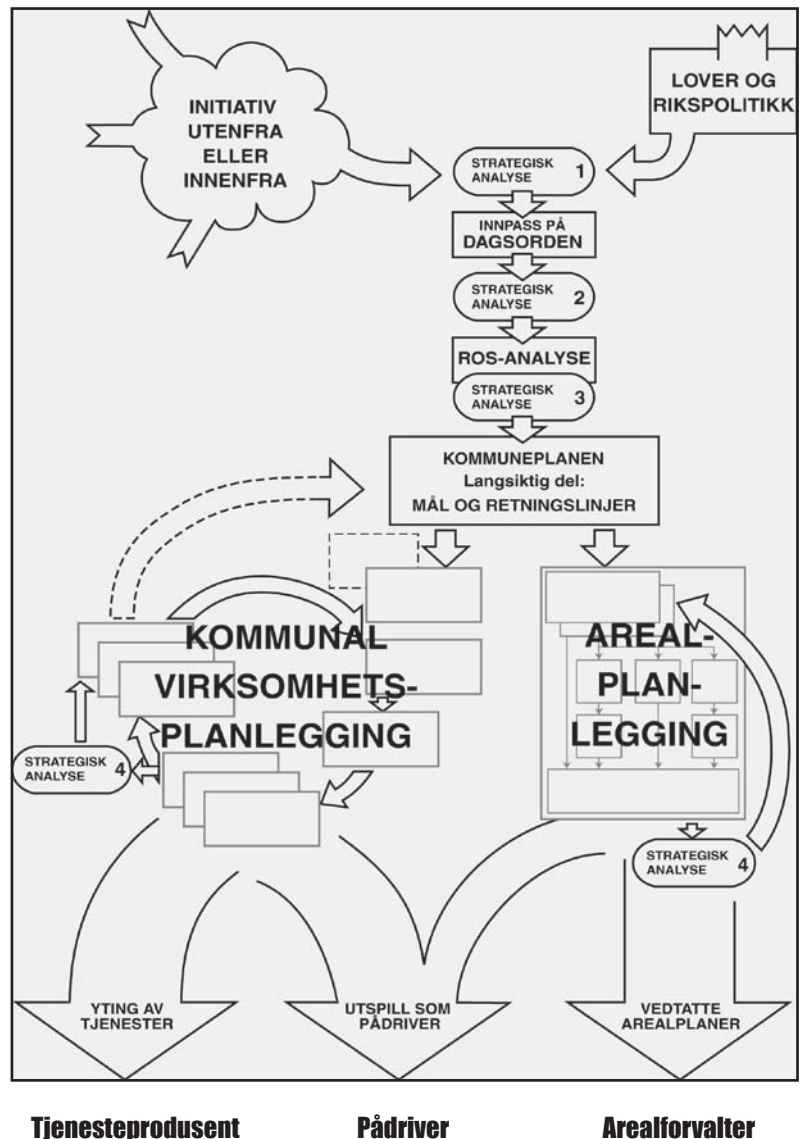 INITIATIV
UTENFRA
ELLER
INNENFRA
LOVER OG
RIKSPOLITIKK
STRATEGISK
ANALYSE 1
INNPASS PÅ
DAGSORDEN
STRATEGISK
ANALYSE 2
ROS-ANALYSE
STRATEGISK
ANALYSE 3
KOMMUNEPLANEN
Langsiktig del:
MÅL OG RETNINGSLINJER
KOMMUNAL
VIRKSOMHETS-
PLANLEGGING
AREAL-
PLAN-
LEGGING
STRATEGISK
ANALYSE 4
STRATEGISK
ANALYSE 4
YTING AV
TJENESTER
UTSPILL SOM
PÅDRIVER
VEDTATTE
AREALPLANER
Tjenesteprodusent
Pådriver
Arealforvalter